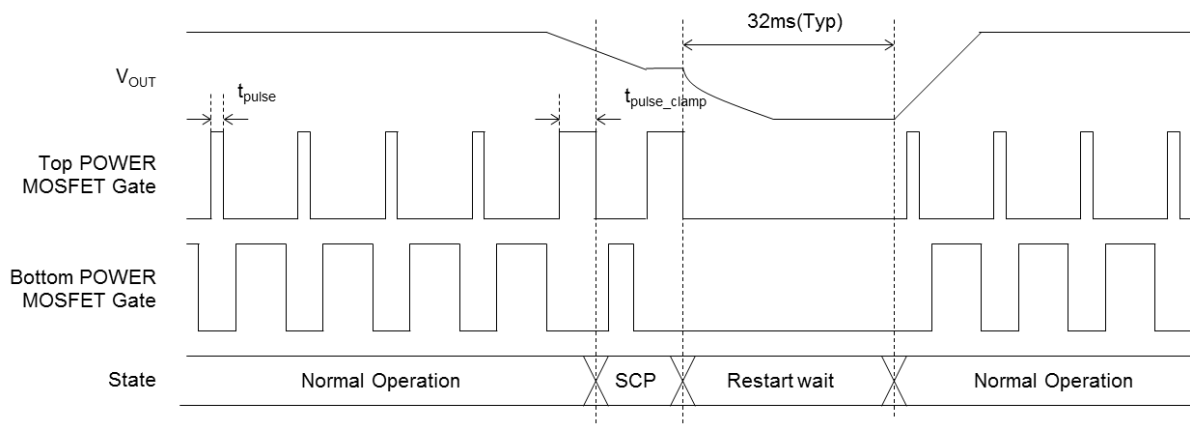 32ms(Typ)
VOUT
tpulse
tpulse_clamp
Top POWER
MOSFET Gate
Bottom POWER
MOSFET Gate
State
Normal Operation
SCP
Restart wait
Normal Operation